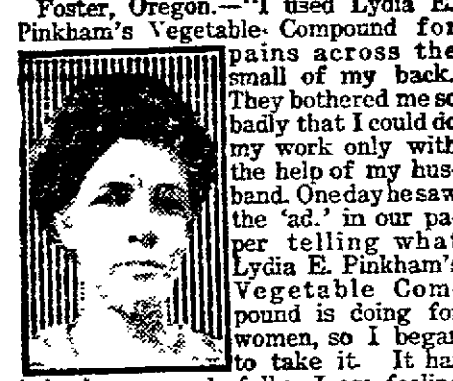 Foster, Oregon.—"I used Lydia E.
Pinkham's Vegetable Compound for
pains across the
small of my back.
They bothered me so
badly that I could do
my work only with
the help of my hus-
band. One day he saw
the 'ad.' in our pa-
per telling what
Lydia E. Pinkham's
Vegetable Com-
pound is doing for
women, so I began
to take it. It has
I am feeling